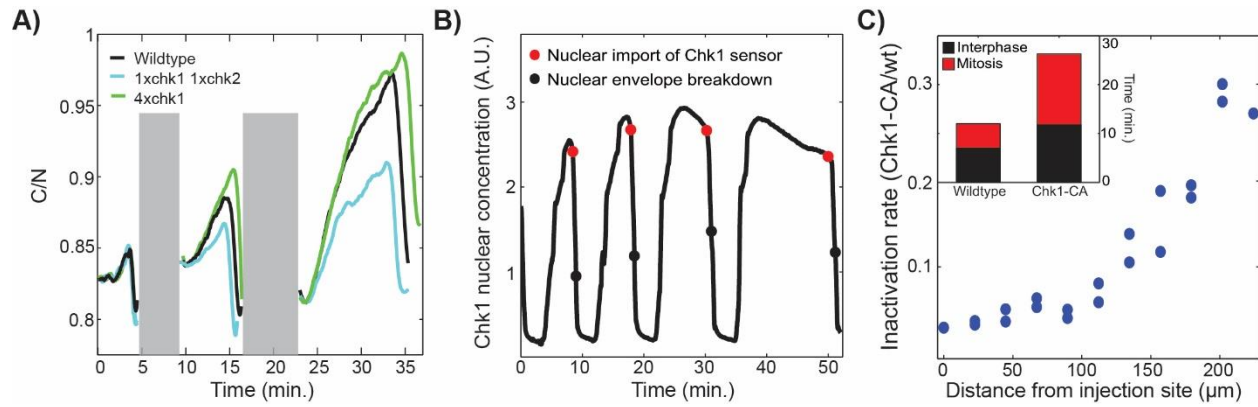 A)
C/N
1
0.95
0.9
0.85
0.8
Wildtype
1xchk1 1xchk2
4xchk1
0
5
10
15
20
25
30
35
Time (min.)
B)
Chk1 nuclear concentration (A.U.)
3
2
1
Nuclear import of Chk1 sensor
Nuclear envelope breakdown
0
10
20
30
40
50
Time (min.)
C)
Inactivation rate (Chk1-CA/wt)
0.3
0.2
0.1
Interphase
Mitosis
30
20
10
0
Time (min.)
Wildtype
Chk1-CA
0
50
100
150
200
Distance from injection site (µm)